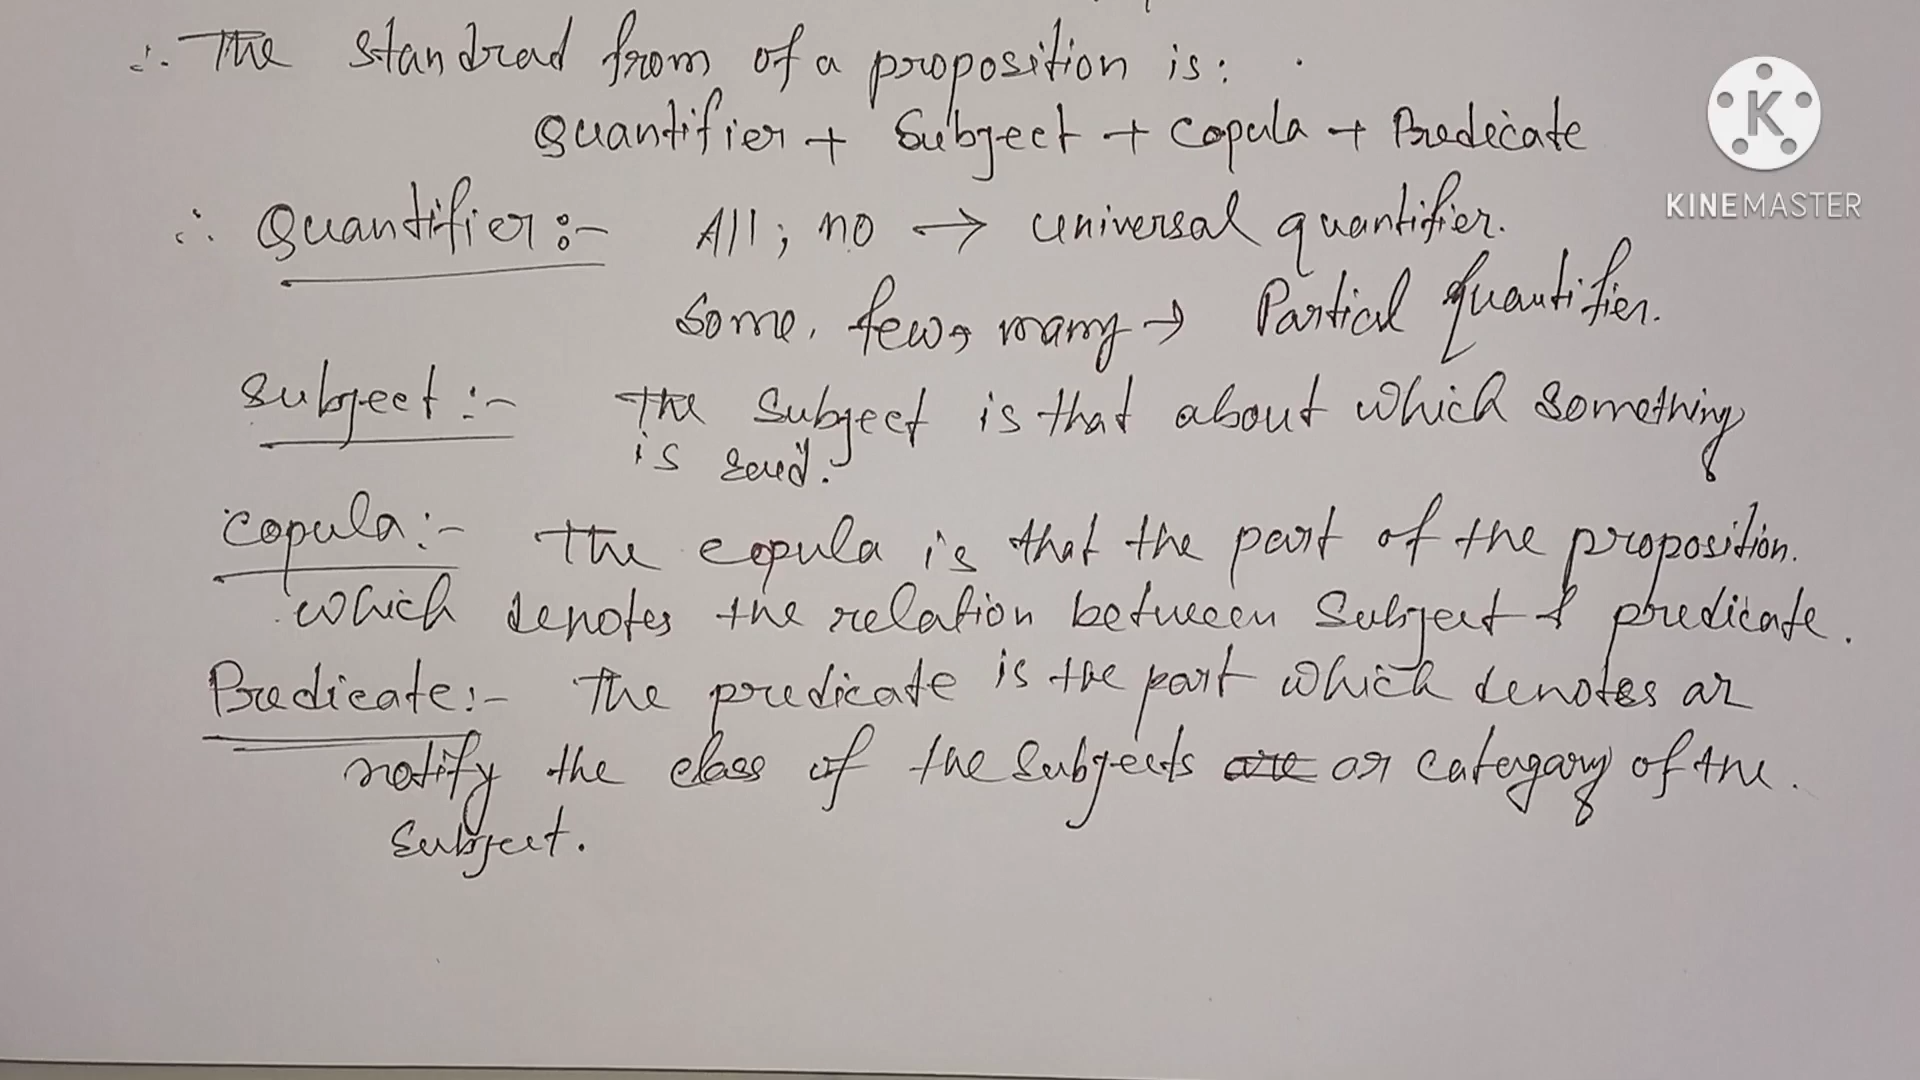 ∴ The standrad from of a proposition is:
Quantifier + Subject + Copula + Predicate
KINEMASTER
∴ Quantifier:- All; no → universal quantifier.
Some, few, many → Partial quantifier.
Subject:- The Subject is that about which Something
is said.
Copula:- The copula is that the part of the proposition.
which denotes the relation between Subject & predicate.
Predicate:- The predicate is the part which denotes or
notify the class of the Subjects are or categary of the.
Subject.